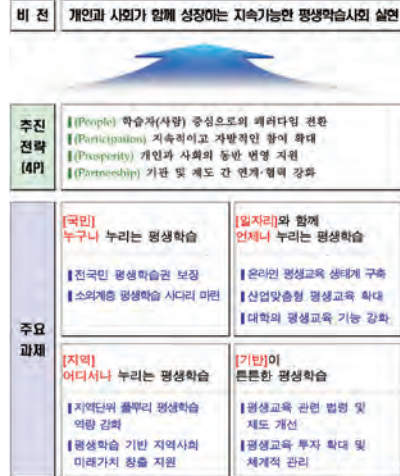 비 전
개인과 사회가 함께 성장하는 지속가능한 평생학습사회 실현
추진
전략
(4P)
(People) 학습자(사람) 중심으로의 패러다임 전환
(Participation) 지속적이고 자발적인 참여 확대
(Prosperity) 개인과 사회의 동반 번영 지원
(Partnership) 기관 및 제도 간 연계·협력 강화
주요
과제
[국민]
누구나 누리는 평생학습
전국민 평생학습권 보장
소외계층 평생학습 사다리 마련
[일자리]와 함께
언제나 누리는 평생학습
온라인 평생교육 생태계 구축
산업맞춤형 평생교육 확대
대학의 평생교육 기능 강화
[지역]
어디서나 누리는 평생학습
지역단위 풀뿌리 평생학습
역량 강화
평생학습 기반 지역사회
미래가치 창출 지원
[기반]이
튼튼한 평생학습
평생교육 관련 법령 및
제도 개선
평생교육 투자 확대 및
체계적 관리